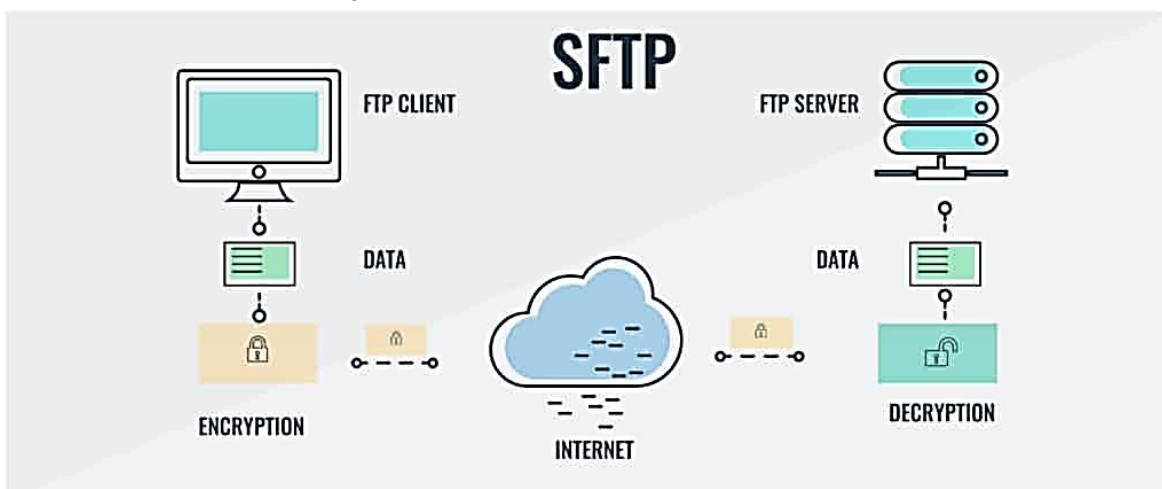 SFTP
FTP CLIENT
FTP SERVER
DATA
DATA
ENCRYPTION
INTERNET
DECRYPTION